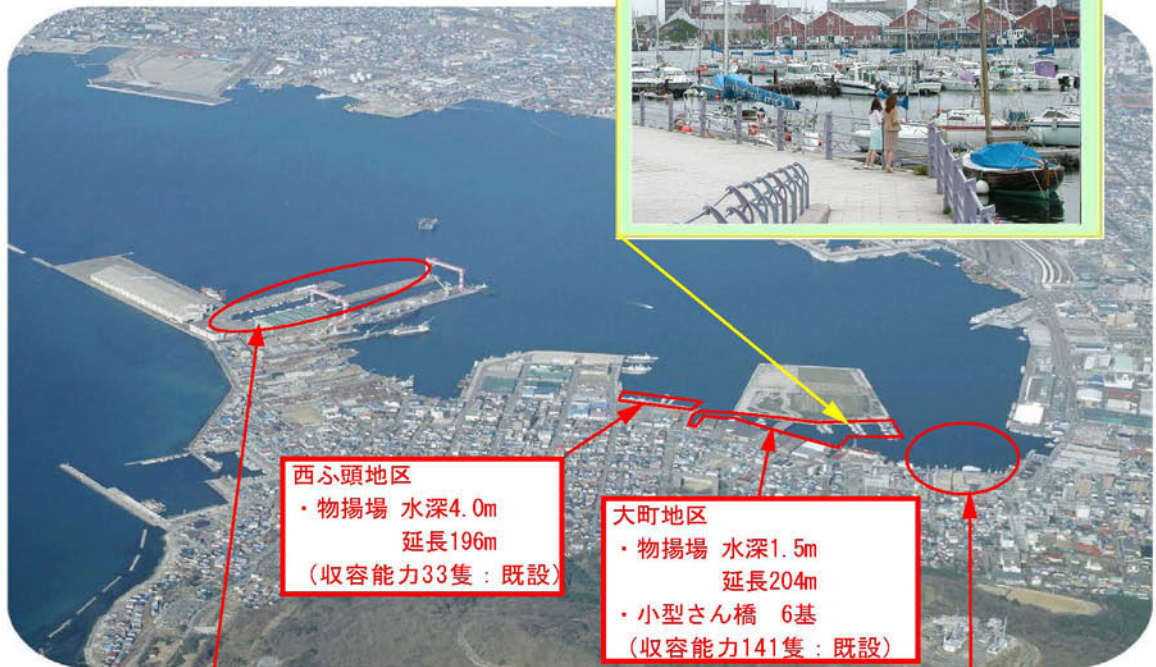 西ふ頭地区
・物揚場 水深4.0m
延長196m
(収容能力33隻：既設)
大町地区
・物揚場 水深1.5m
延長204m
・小型さん橋 6基
(収容能力141隻：既設)